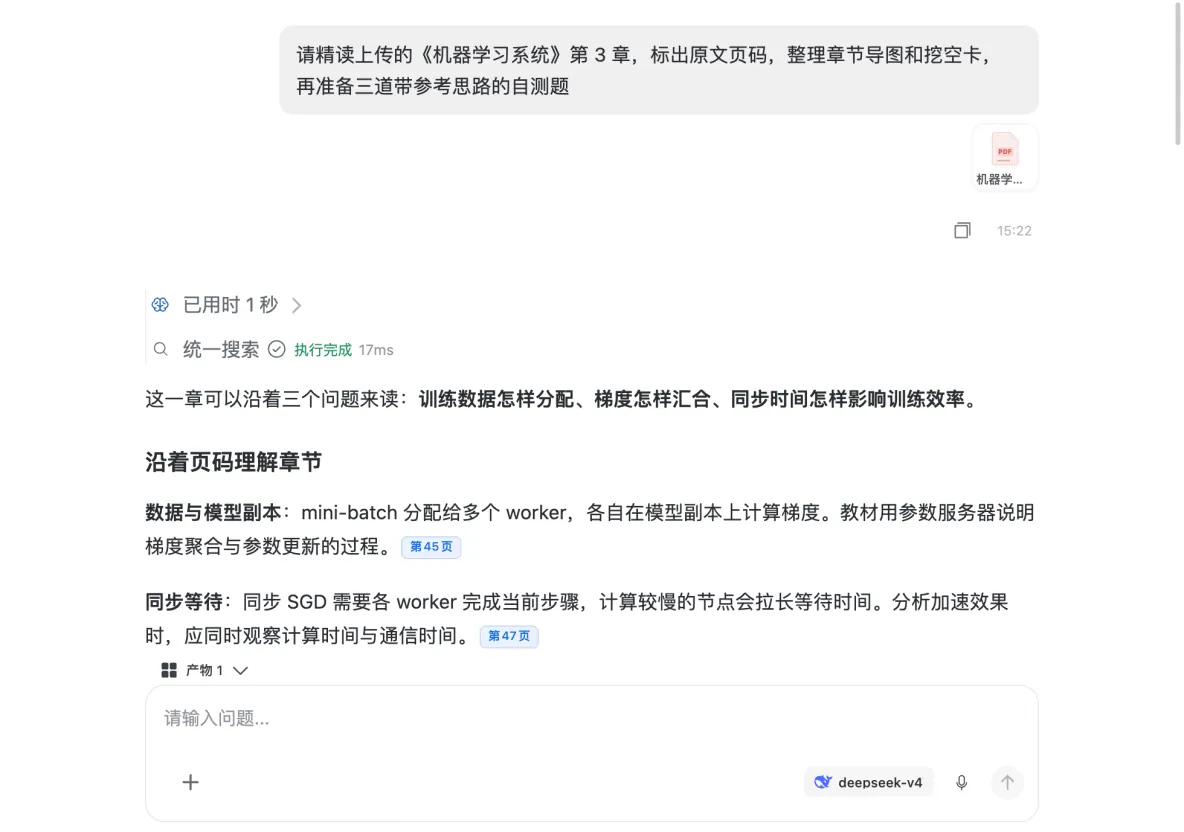 请精读上传的《机器学习系统》第 3 章，标出原文页码，整理章节导图和挖空卡，
再准备三道带参考思路的自测题
PDF
机器学...
15:22
已用时 1 秒
统一搜索 执行完成 17ms
这一章可以沿着三个问题来读：训练数据怎样分配、梯度怎样汇合、同步时间怎样影响训练效率。
沿着页码理解章节
数据与模型副本：mini-batch 分配给多个 worker，各自在模型副本上计算梯度。教材用参数服务器说明
梯度聚合与参数更新的过程。 第45页
同步等待：同步 SGD 需要各 worker 完成当前步骤，计算较慢的节点会拉长等待时间。分析加速效果
时，应同时观察计算时间与通信时间。 第47页
产物 1
请输入问题...
deepseek-v4